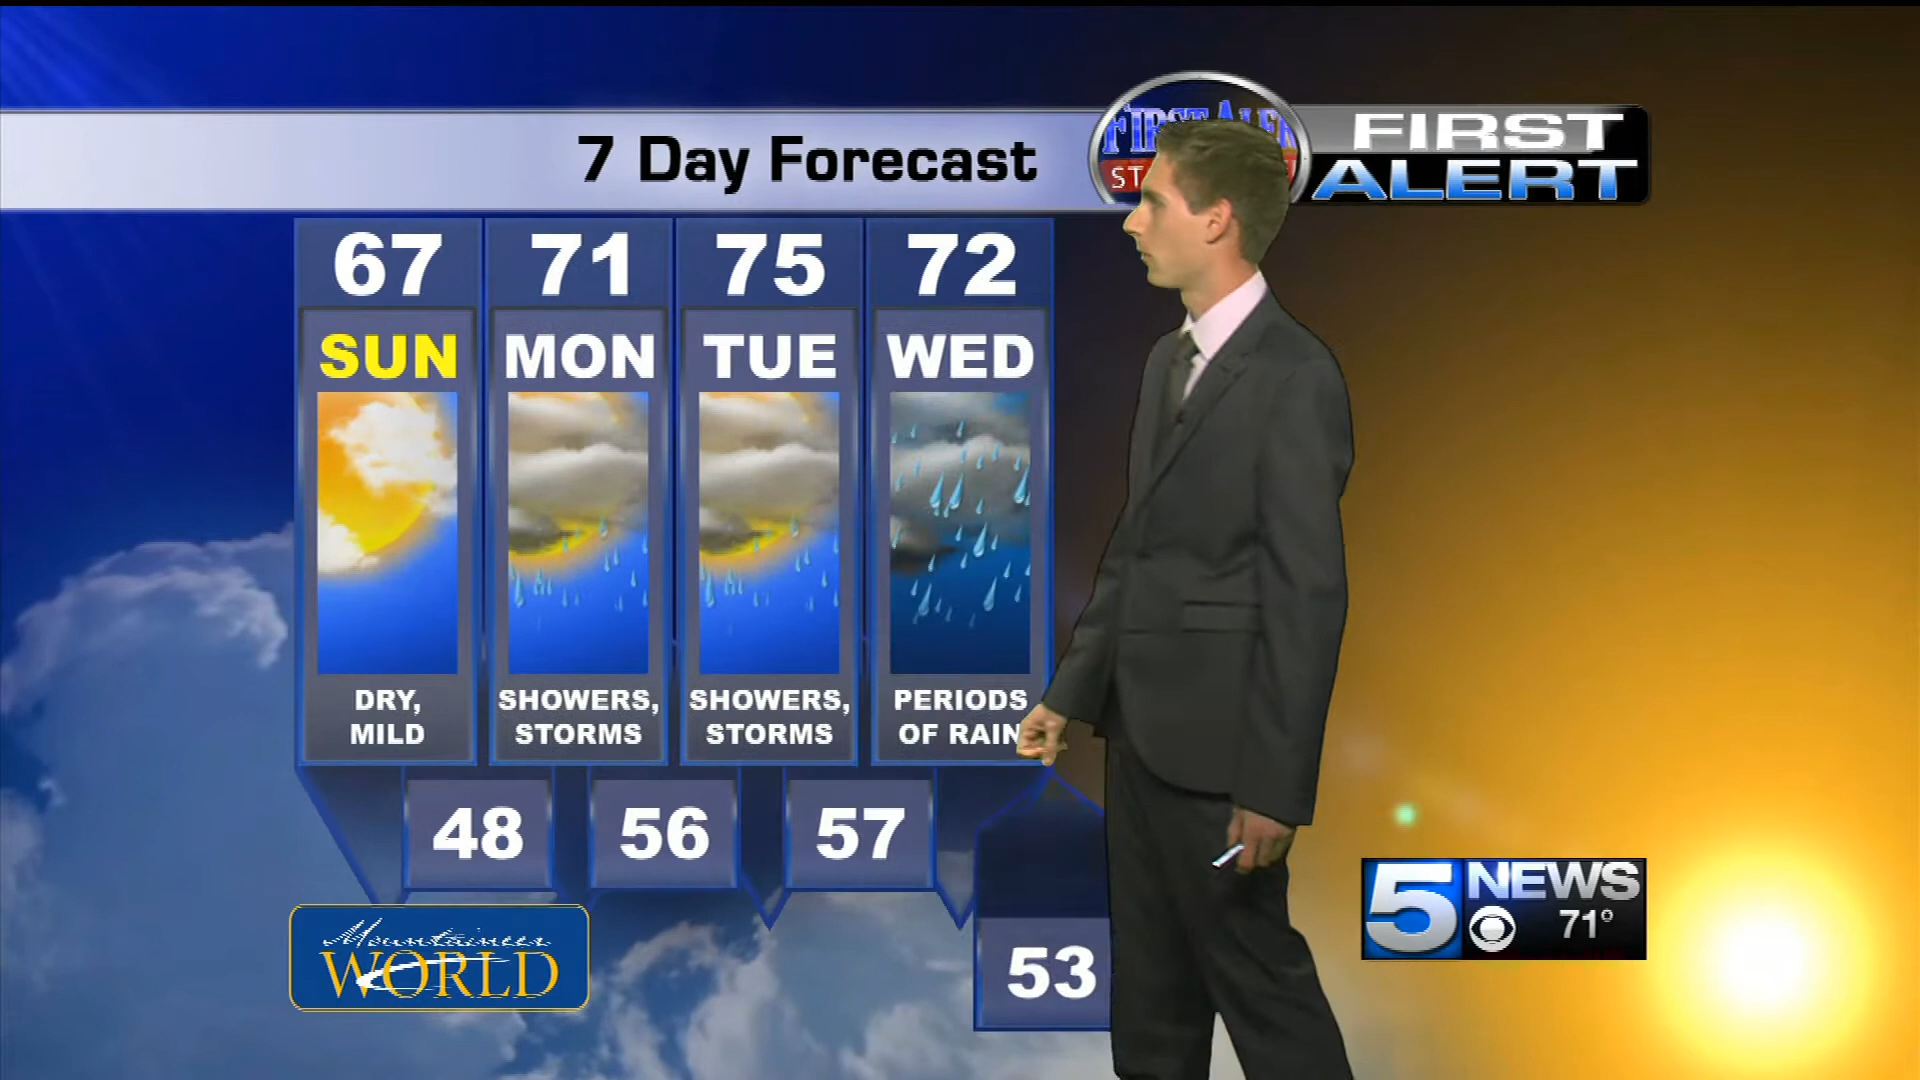 7 Day Forecast
FIRST
ALERT
67
71
75
72
SUN
MON
TUE
WED
DRY,
MILD
SHOWERS,
STORMS
SHOWERS,
STORMS
PERIODS
OF RAIN
48
56
57
53
Mountaineer
WORLD
5 NEWS
71°